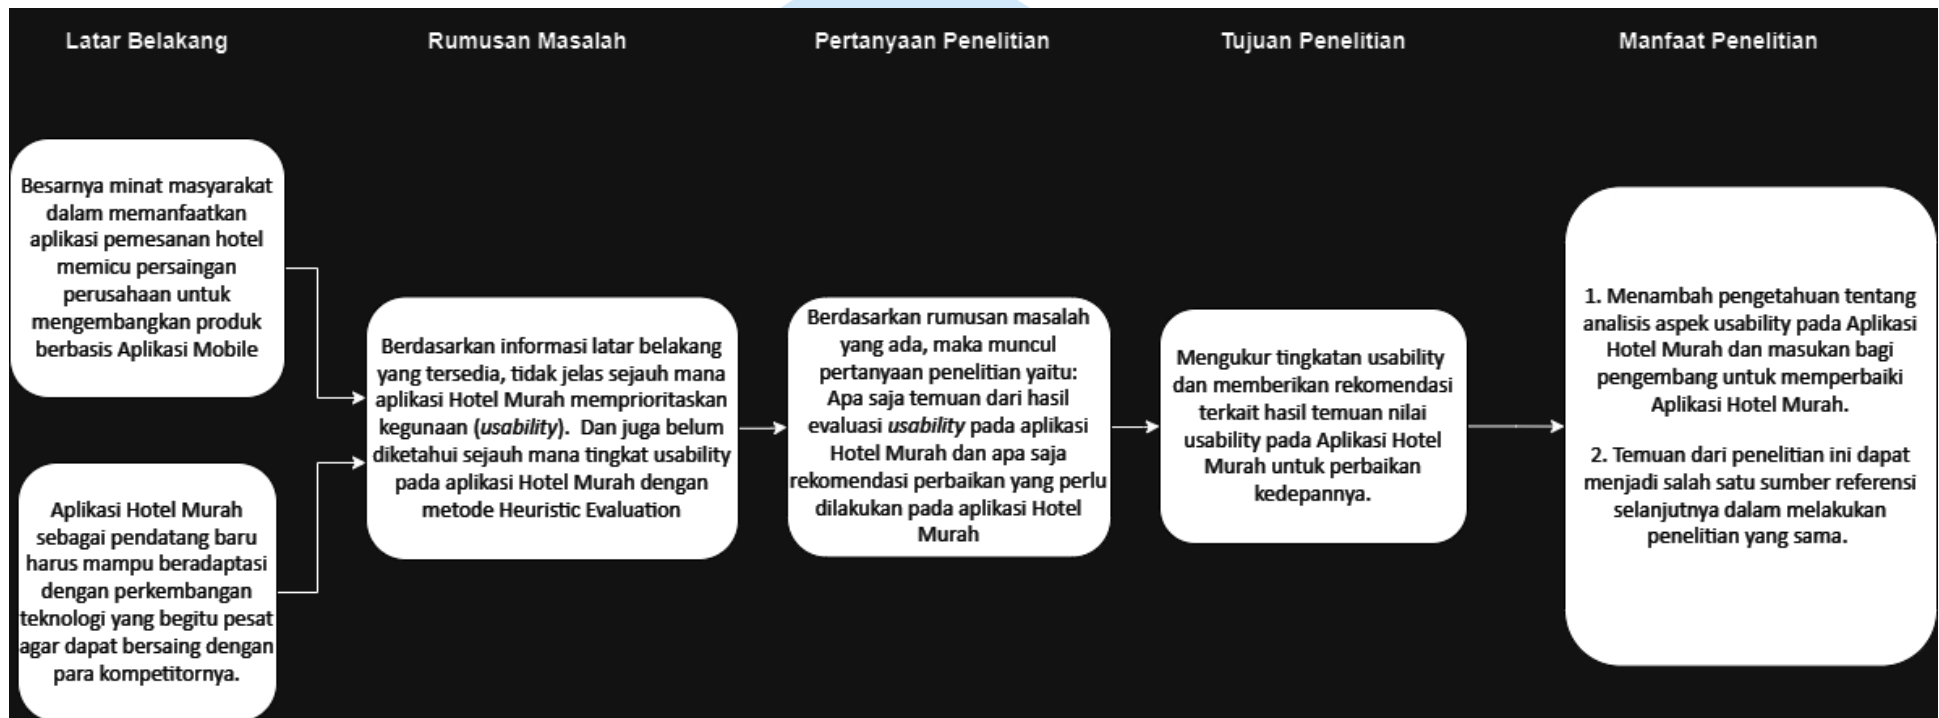 Latar Belakang
Rumusan Masalah
Pertanyaan Penelitian
Tujuan Penelitian
Manfaat Penelitian
Besarnya minat masyarakat
dalam memanfaatkan
aplikasi pemesanan hotel
memicu persaingan
perusahaan untuk
mengembangkan produk
berbasis Aplikasi Mobile
Aplikasi Hotel Murah
sebagai pendatang baru
harus mampu beradaptasi
dengan perkembangan
teknologi yang begitu pesat
agar dapat bersaing dengan
para kompetitornya.
Berdasarkan informasi latar belakang
yang tersedia, tidak jelas sejauh mana
aplikasi Hotel Murah memprioritaskan
kegunaan (usability).  Dan juga belum
diketahui sejauh mana tingkat usability
pada aplikasi Hotel Murah dengan
metode Heuristic Evaluation
Berdasarkan rumusan masalah
yang ada, maka muncul
pertanyaan penelitian yaitu:
Apa saja temuan dari hasil
evaluasi usability pada aplikasi
Hotel Murah dan apa saja
rekomendasi perbaikan yang perlu
dilakukan pada aplikasi Hotel
Murah
Mengukur tingkatan usability
dan memberikan rekomendasi
terkait hasil temuan nilai
usability pada Aplikasi Hotel
Murah untuk perbaikan
kedepannya.
1. Menambah pengetahuan tentang
analisis aspek usability pada Aplikasi
Hotel Murah dan masukan bagi
pengembang untuk memperbaiki
Aplikasi Hotel Murah.
2. Temuan dari penelitian ini dapat
menjadi salah satu sumber referensi
selanjutnya dalam melakukan
penelitian yang sama.